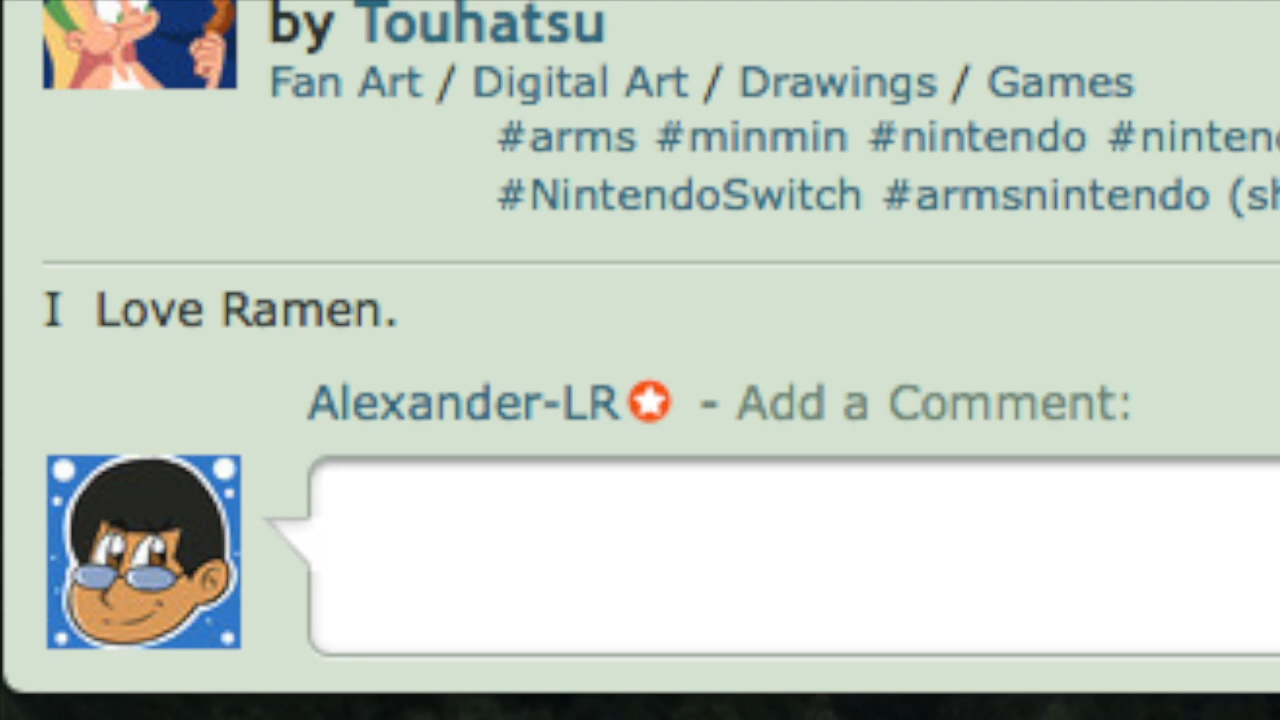 by Touhatsu
Fan Art / Digital Art / Drawings / Games
#arms #minmin #nintendo
#NintendoSwitch #armsnintendo
I Love Ramen.
Alexander-LR - Add a Comment: